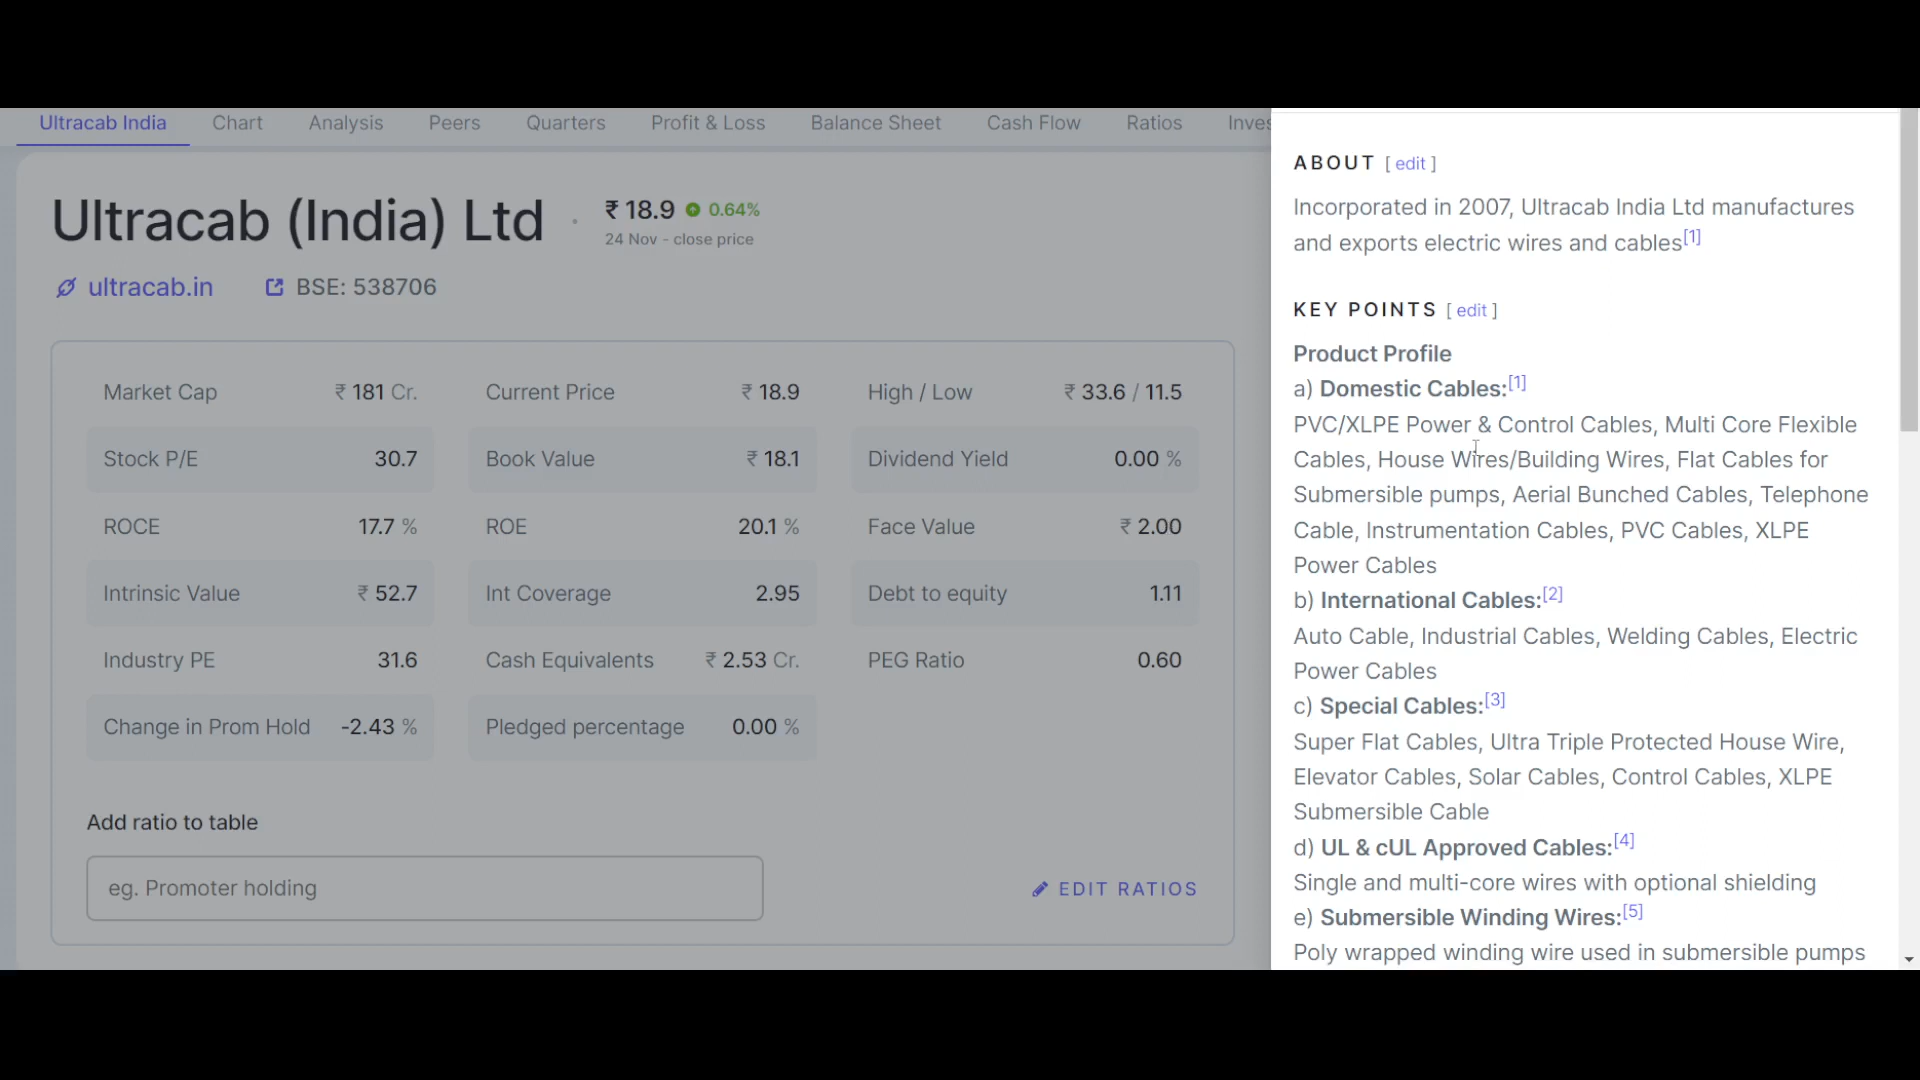 Ultracab India Chart Analysis Peers Quarters Profit & Loss Balance Sheet Cash Flow Ratios Inves
Ultracab (India) Ltd
₹ 18.9 0.64%
24 Nov - close price
ultracab.in BSE: 538706
Market Cap ₹ 181 Cr. Current Price ₹ 18.9 High / Low ₹ 33.6 / 11.5
Stock P/E 30.7 Book Value ₹ 18.1 Dividend Yield 0.00 %
ROCE 17.7 % ROE 20.1 % Face Value ₹ 2.00
Intrinsic Value ₹ 52.7 Int Coverage 2.95 Debt to equity 1.11
Industry PE 31.6 Cash Equivalents ₹ 2.53 Cr. PEG Ratio 0.60
Change in Prom Hold -2.43 % Pledged percentage 0.00 %
Add ratio to table
eg. Promoter holding
EDIT RATIOS
ABOUT [ edit ]
Incorporated in 2007, Ultracab India Ltd manufactures
and exports electric wires and cables[1]
KEY POINTS [ edit ]
Product Profile
a) Domestic Cables:[1]
PVC/XLPE Power & Control Cables, Multi Core Flexible
Cables, House Wires/Building Wires, Flat Cables for
Submersible pumps, Aerial Bunched Cables, Telephone
Cable, Instrumentation Cables, PVC Cables, XLPE
Power Cables
b) International Cables:[2]
Auto Cable, Industrial Cables, Welding Cables, Electric
Power Cables
c) Special Cables:[3]
Super Flat Cables, Ultra Triple Protected House Wire,
Elevator Cables, Solar Cables, Control Cables, XLPE
Submersible Cable
d) UL & cUL Approved Cables:[4]
Single and multi-core wires with optional shielding
e) Submersible Winding Wires:[5]
Poly wrapped winding wire used in submersible pumps